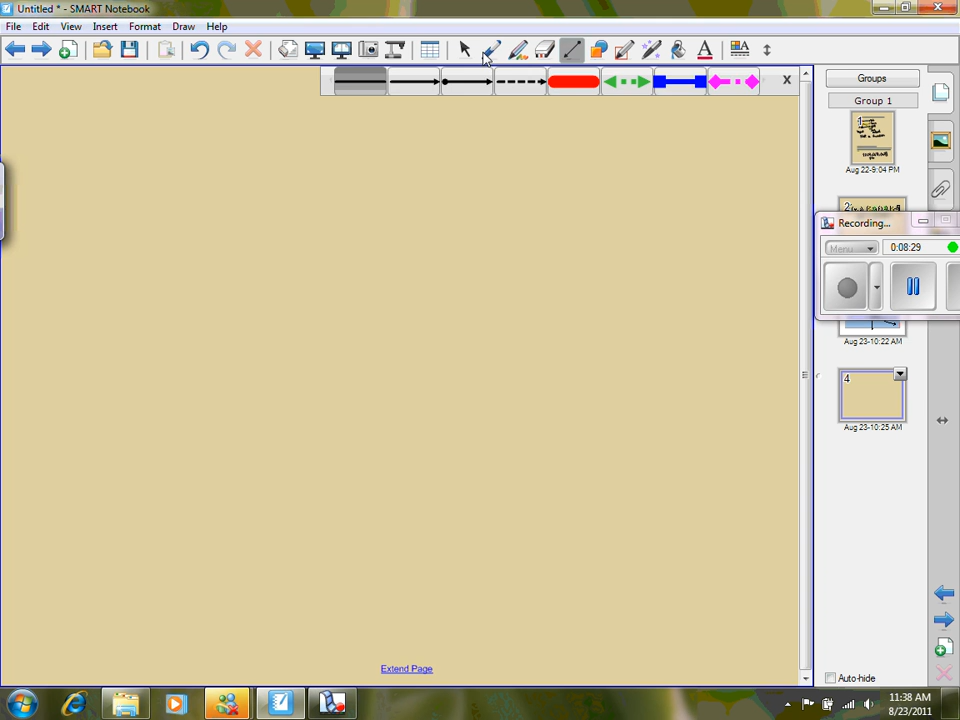 Untitled * - SMART Notebook
File Edit View Insert Format Draw Help
Groups
Group 1
1
Aug 22-9:04 PM
2
Recording...
Menu
0:08:29
Aug 23-10:22 AM
4
Aug 23-10:25 AM
Extend Page
Auto-hide
11:38 AM
8/23/2011